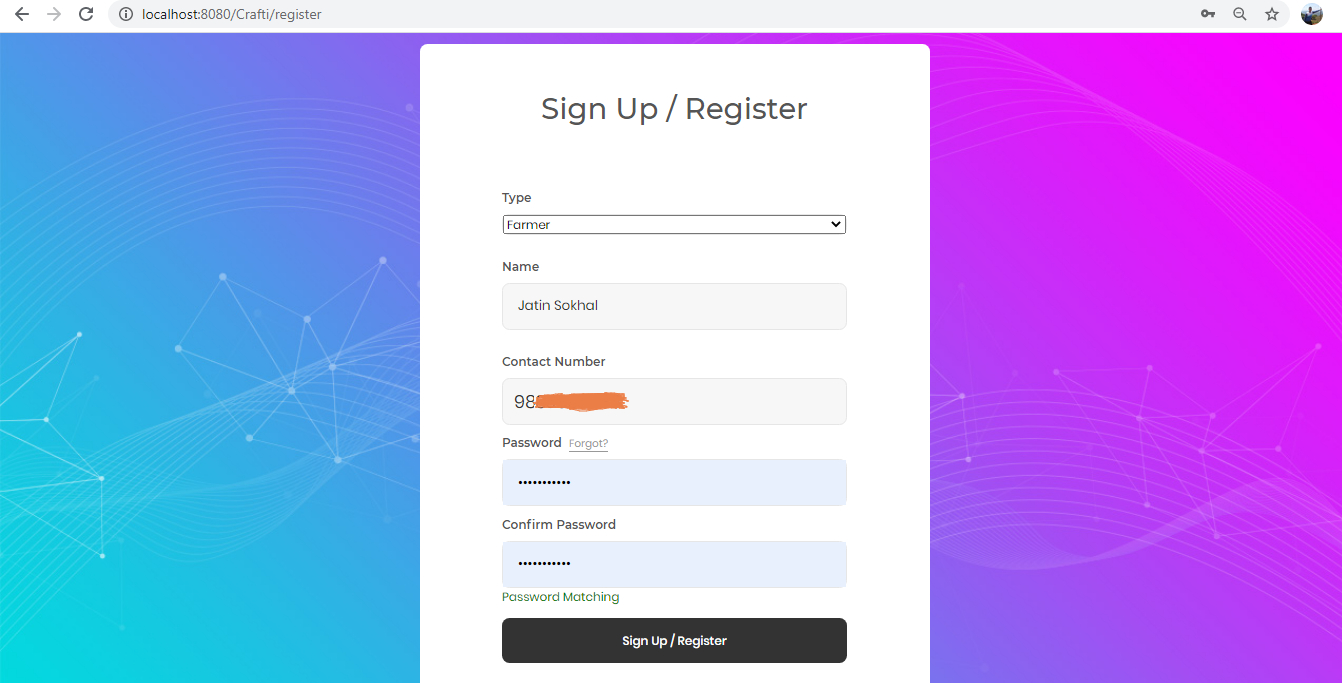 localhost:8080/Crafti/register
Sign Up / Register
Type
Farmer
Name
Jatin Sokhal
Contact Number
98
Password Forgot?
•••••••••••
Confirm Password
•••••••••••
Password Matching
Sign Up / Register